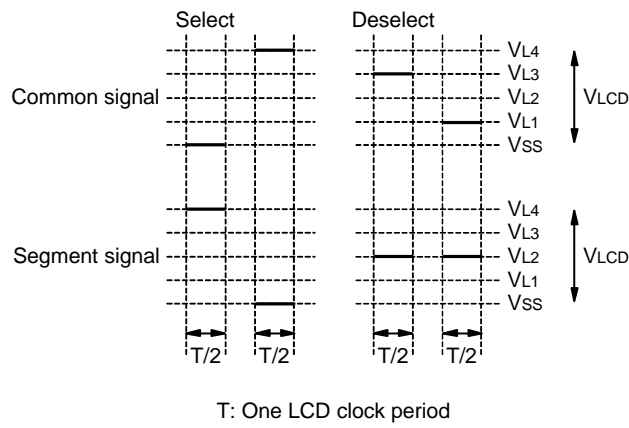 Select Deselect
VL4
VL3
Common signal VL2 VLCD
VL1
VSS
VL4
VL3
Segment signal VL2 VLCD
VL1
VSS
T/2 T/2 T/2 T/2
T: One LCD clock period